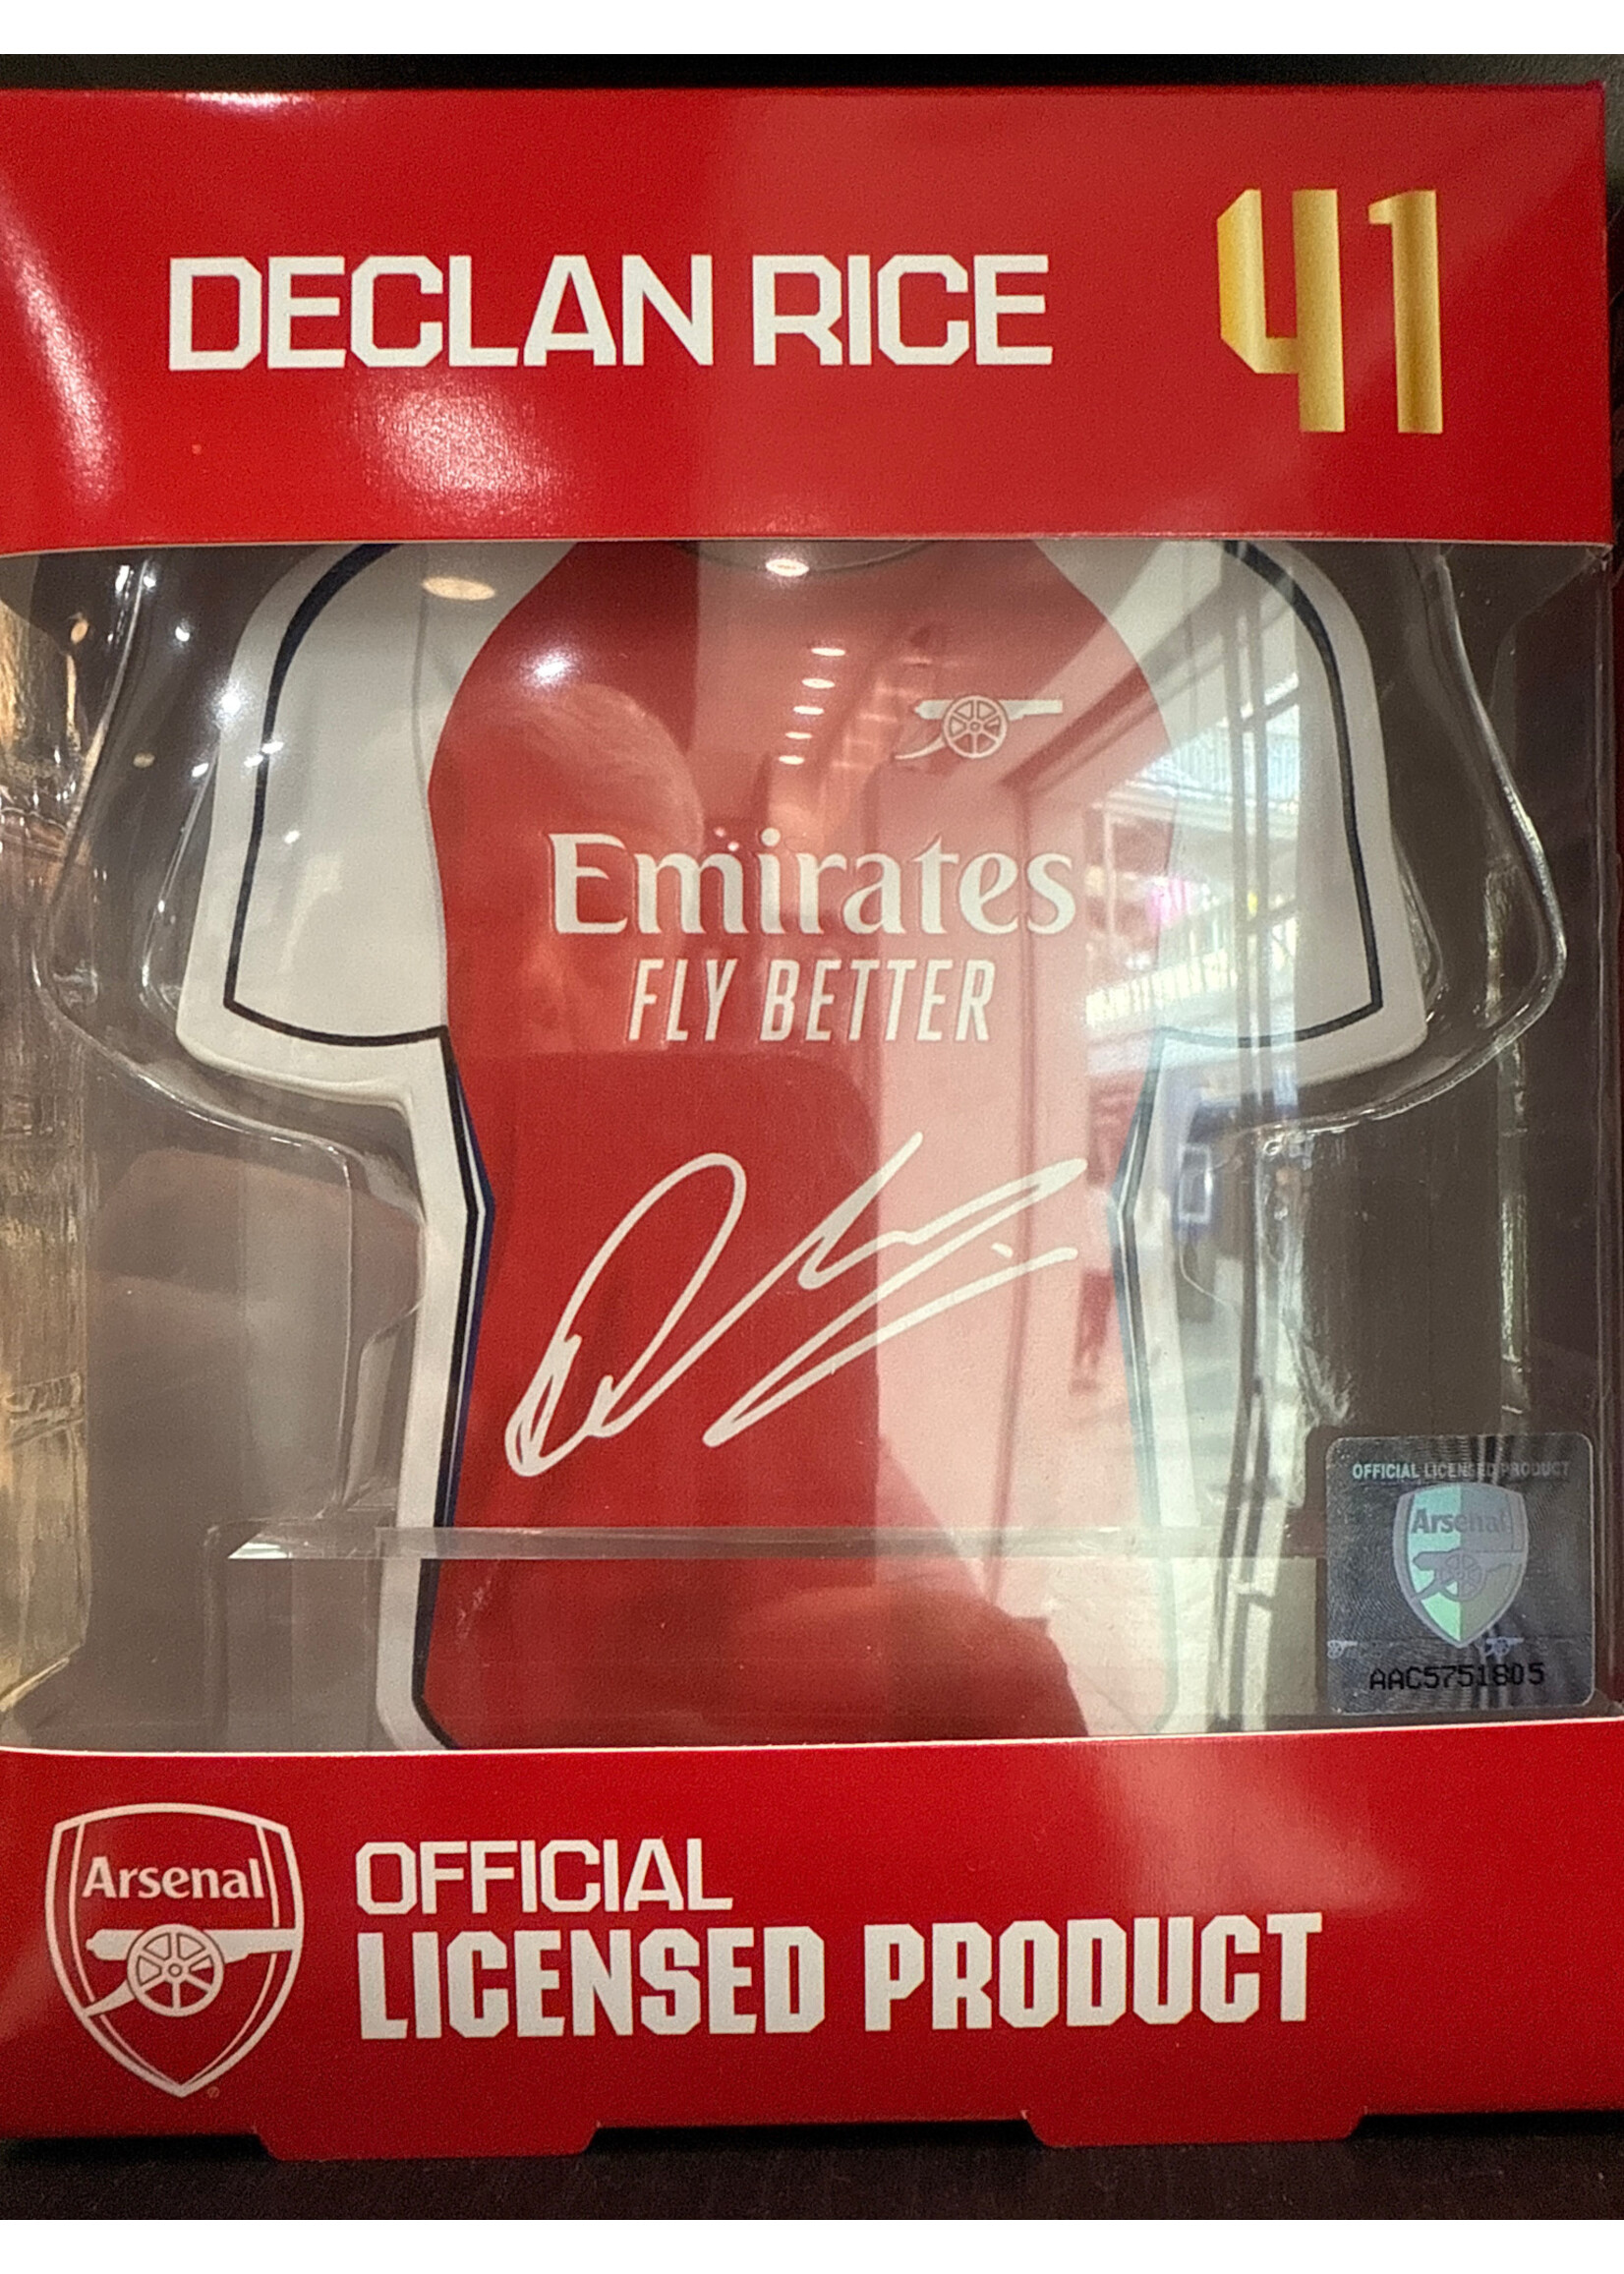 DECLAN RICE 41
Emirates
FLY BETTER
OFFICIAL LICENSED PRODUCT
Arsenal
AAC5751805
Arsenal
OFFICIAL
LICENSED PRODUCT